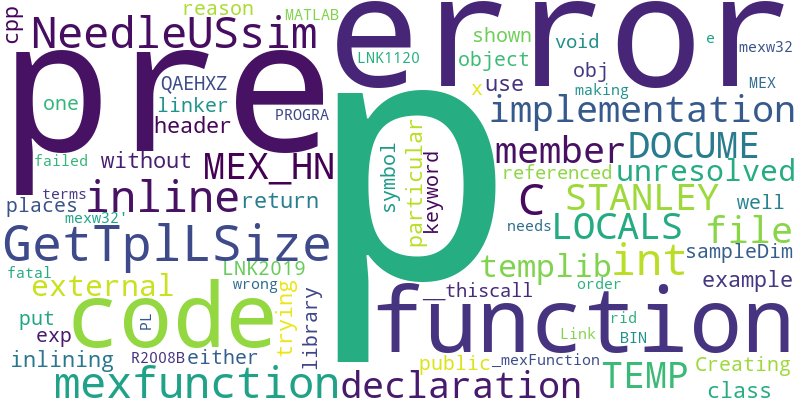 cpp
reason
MATLAB
NeedleUSsim
error
pre
p
shown
void
mexw32
e
LNK1120
object
obj
MEX
QAEHXZ
one
linker
PROGRA
x
use
making
header
implementation
symbol
particular
keyword
failed
without
MEX_HN
member
DOCUME
referenced
unresolved
terms
inline
return
C
STANLEY
well
places
mexw32'
needs
LOCALS
file
GetTplLSize
templib
int
sampleDim
fatal
LNK2019
external
wrong
trying
library
__thiscall
order
example
put
code
PL
function
exp
Link
rid
BIN
inlining
R2008B
either
public
_mexFunction
Creating
mexfunction
declaration
TEMP
class